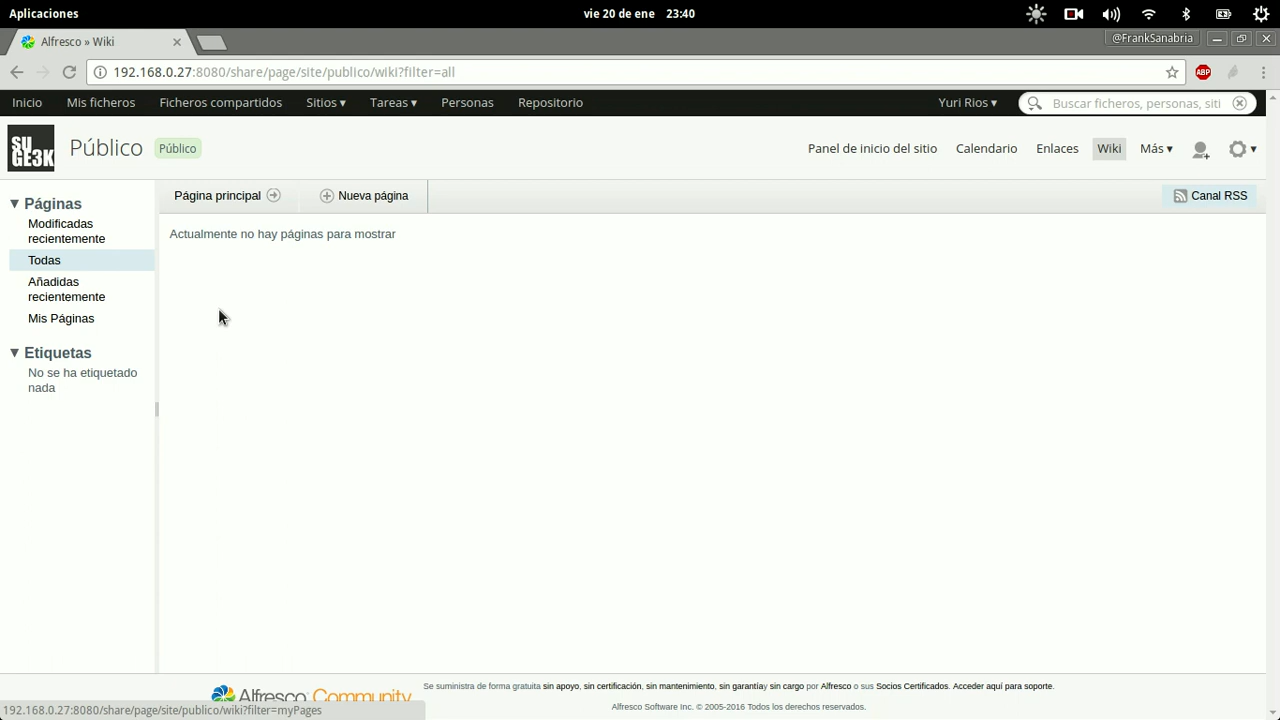 Aplicaciones
vie 20 de ene 23:40
Alfresco » Wiki
@FrankSanabria
192.168.0.27:8080/share/page/site/publico/wiki?filter=all
ABP
Inicio Mis ficheros Ficheros compartidos Sitios ▾ Tareas ▾ Personas Repositorio Yuri Rios ▾ Buscar ficheros, personas, siti
SU GE3K
Público Público Panel de inicio del sitio Calendario Enlaces Wiki Más ▾
Página principal Nueva página Canal RSS
Páginas
Modificadas
recientemente
Todas
Añadidas
recientemente
Mis Páginas
Etiquetas
No se ha etiquetado
nada
Actualmente no hay páginas para mostrar
Alfresco Community
Se suministra de forma gratuita sin apoyo, sin certificación, sin mantenimiento, sin garantíay sin cargo por Alfresco o sus Socios Certificados. Acceder aquí para soporte.
Alfresco Software Inc. © 2005-2016 Todos los derechos reservados.
192.168.0.27:8080/share/page/site/publico/wiki?filter=myPages